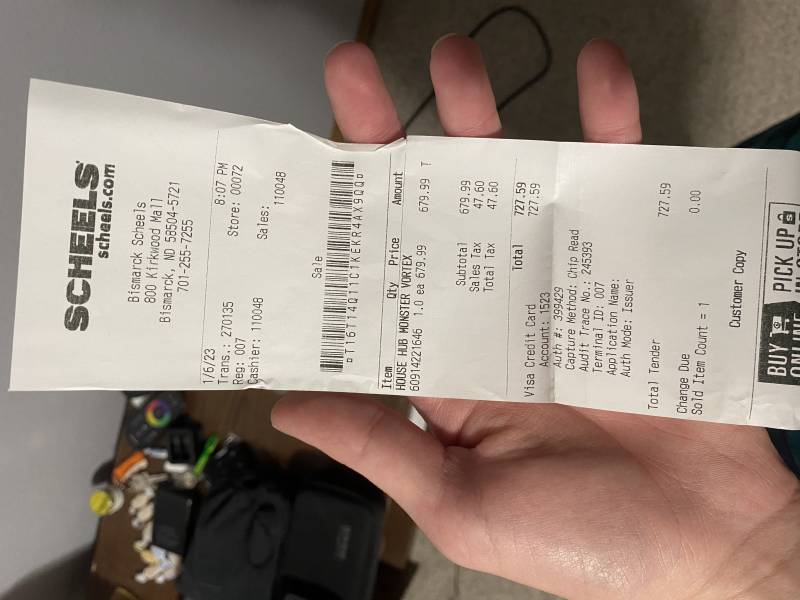 SCHEELS
scheels.com
Bismarck Scheels
800 Kirkwood Mall
Bismarck, ND 58504-5721
701-255-7255
1/6/23 8:07 PM
Trans.: 270135 Store: 00072
Reg: 007
Cashier: 110048 Sales: 110048
Sale
DT16T14Q11C1KEKR4AX9QQD
Item Qty Price Amount
HOUSE HUB MONSTER VORTEX
60914221646 1.0 ea 679.99 679.99 T
Subtotal 679.99
Sales Tax 47.60
Total Tax 47.60
Total 727.59
Visa Credit Card 727.59
Account: 1523
Auth #: 399429
Capture Method: Chip Read
Audit Trace No.: 245393
Terminal ID: 007
Application Name:
Auth Mode: Issuer
Total Tender 727.59
Change Due 0.00
Sold Item Count = 1
Customer Copy
BUY PICK UP